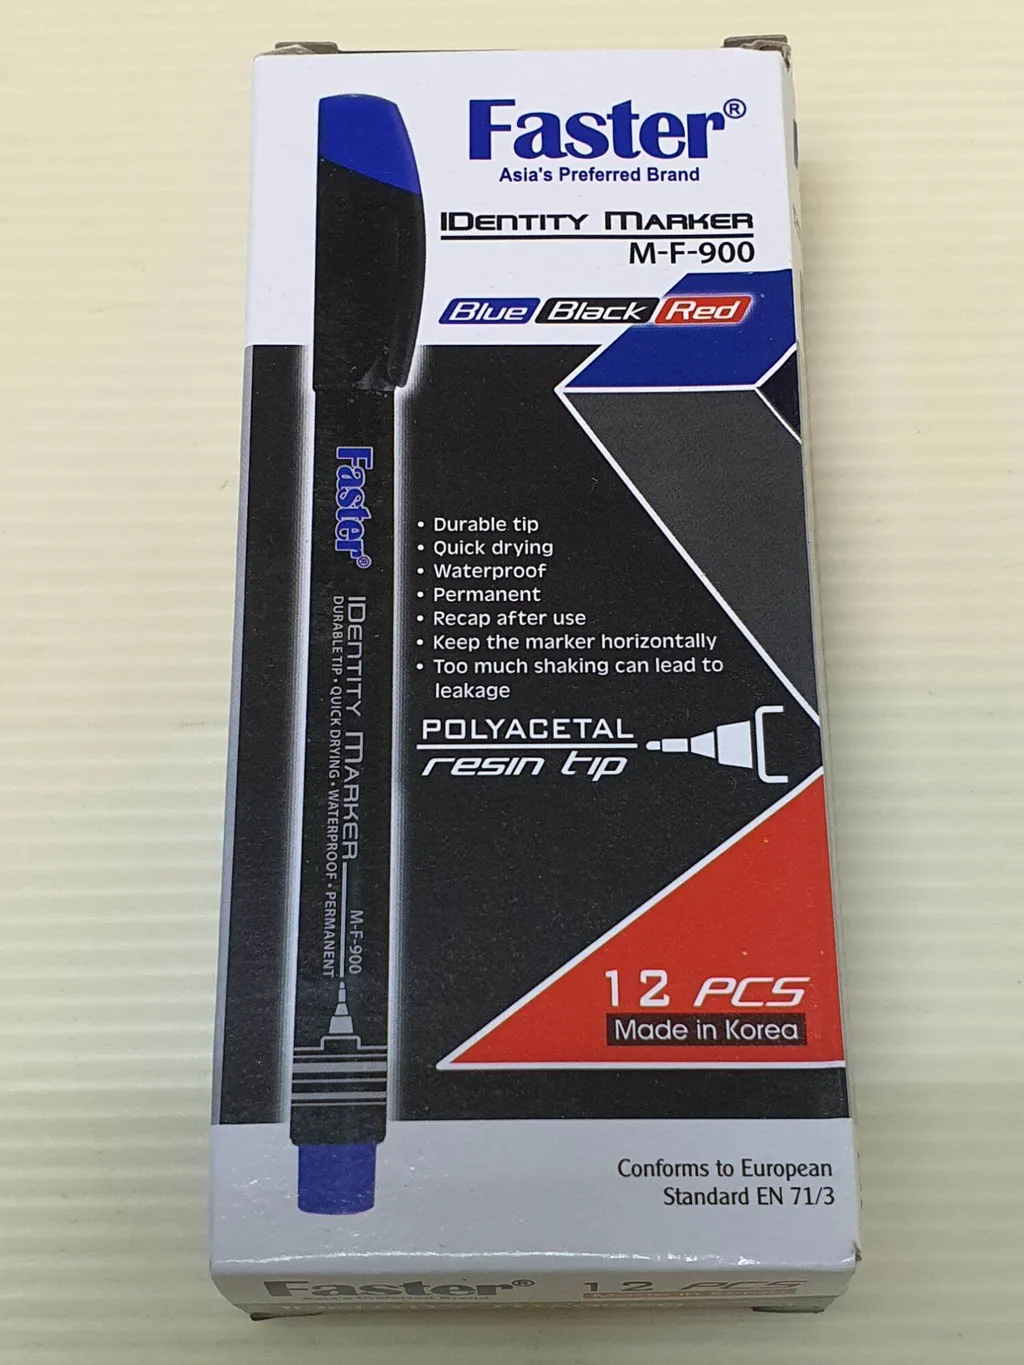 Faster®
Asia's Preferred Brand
IDENTITY MARKER
M-F-900
Blue Black Red
Faster®
IDENTITY MARKER M-F-900
DURABLE TIP • QUICK DRYING • WATERPROOF • PERMANENT
• Durable tip
• Quick drying
• Waterproof
• Permanent
• Recap after use
• Keep the marker horizontally
• Too much shaking can lead to
leakage
POLYACETAL
resin tip
12 PCS
Made in Korea
Conforms to European
Standard EN 71/3
Faster® 12 PCS
Asia's Preferred Brand